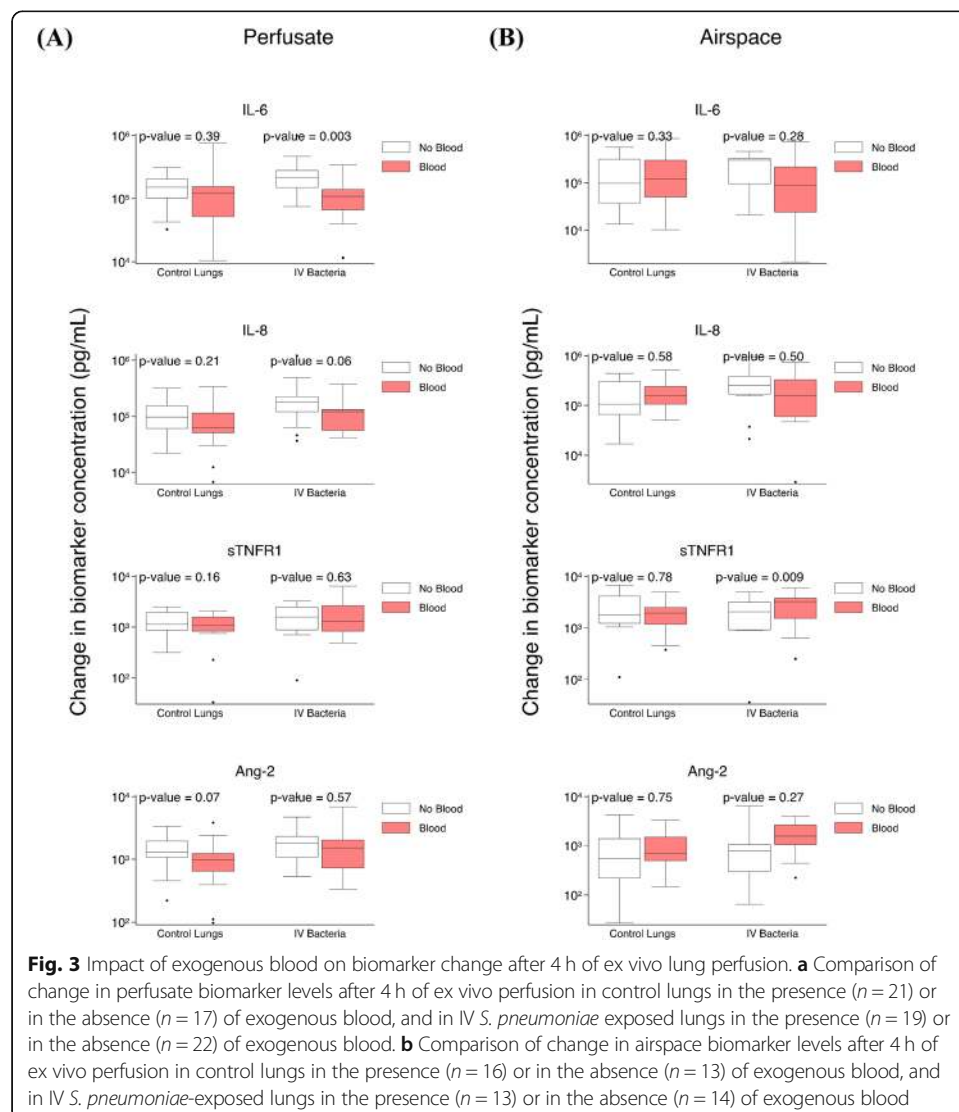 (A) Perfusate
(B) Airspace
Change in biomarker concentration (pg/mL)
IL-6
p-value = 0.39 p-value = 0.003
No Blood
Blood
10⁶
10⁵
10⁴
Control Lungs IV Bacteria
IL-8
p-value = 0.21 p-value = 0.06
No Blood
Blood
10⁶
10⁵
10⁴
Control Lungs IV Bacteria
sTNFR1
p-value = 0.16 p-value = 0.63
No Blood
Blood
10⁴
10³
10²
Control Lungs IV Bacteria
Ang-2
p-value = 0.07 p-value = 0.57
No Blood
Blood
10⁴
10³
10²
Control Lungs IV Bacteria
Change in biomarker concentration (pg/mL)
IL-6
p-value = 0.33 p-value = 0.28
No Blood
Blood
10⁶
10⁵
10⁴
Control Lungs IV Bacteria
IL-8
p-value = 0.58 p-value = 0.50
No Blood
Blood
10⁶
10⁵
10⁴
Control Lungs IV Bacteria
sTNFR1
p-value = 0.78 p-value = 0.009
No Blood
Blood
10⁴
10³
10²
Control Lungs IV Bacteria
Ang-2
p-value = 0.75 p-value = 0.27
No Blood
Blood
10⁴
10³
10²
Control Lungs IV Bacteria
Fig. 3 Impact of exogenous blood on biomarker change after 4 h of ex vivo lung perfusion. a Comparison of
change in perfusate biomarker levels after 4 h of ex vivo perfusion in control lungs in the presence (n = 21) or
in the absence (n = 17) of exogenous blood, and in IV S. pneumoniae exposed lungs in the presence (n = 19) or
in the absence (n = 22) of exogenous blood. b Comparison of change in airspace biomarker levels after 4 h of
ex vivo perfusion in control lungs in the presence (n = 16) or in the absence (n = 13) of exogenous blood, and
in IV S. pneumoniae-exposed lungs in the presence (n = 13) or in the absence (n = 14) of exogenous blood